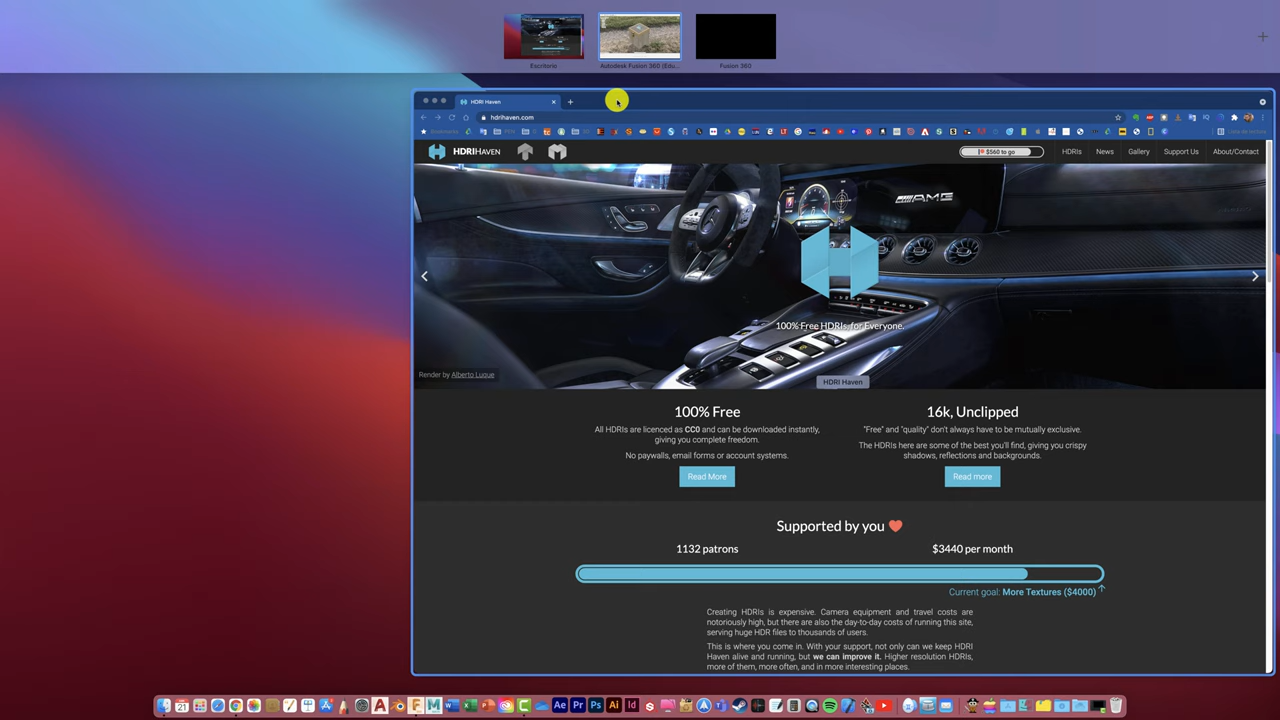 Escritorio
Autodesk Fusion 360 (Edu...
Fusion 360
HDRI Haven
hdrihaven.com
Bookmarks
HDRIHAVEN
$560 to go
HDRIs
News
Gallery
Support Us
About/Contact
AMG
100% Free HDRIs, for Everyone.
Render by Alberto Luque
HDRI Haven
100% Free
All HDRIs are licenced as CC0 and can be downloaded instantly,
giving you complete freedom.
No paywalls, email forms or account systems.
Read More
16k, Unclipped
"Free" and "quality" don't always have to be mutually exclusive.
The HDRIs here are some of the best you'll find, giving you crispy
shadows, reflections and backgrounds.
Read more
Supported by you
1132 patrons
$3440 per month
Current goal: More Textures ($4000)
Creating HDRIs is expensive. Camera equipment and travel costs are
notoriously high, but there are also the day-to-day costs of running this site,
serving huge HDR files to thousands of users.
This is where you come in. With your support, not only can we keep HDRI
Haven alive and running, but we can improve it. Higher resolution HDRIs,
more of them, more often, and in more interesting places.